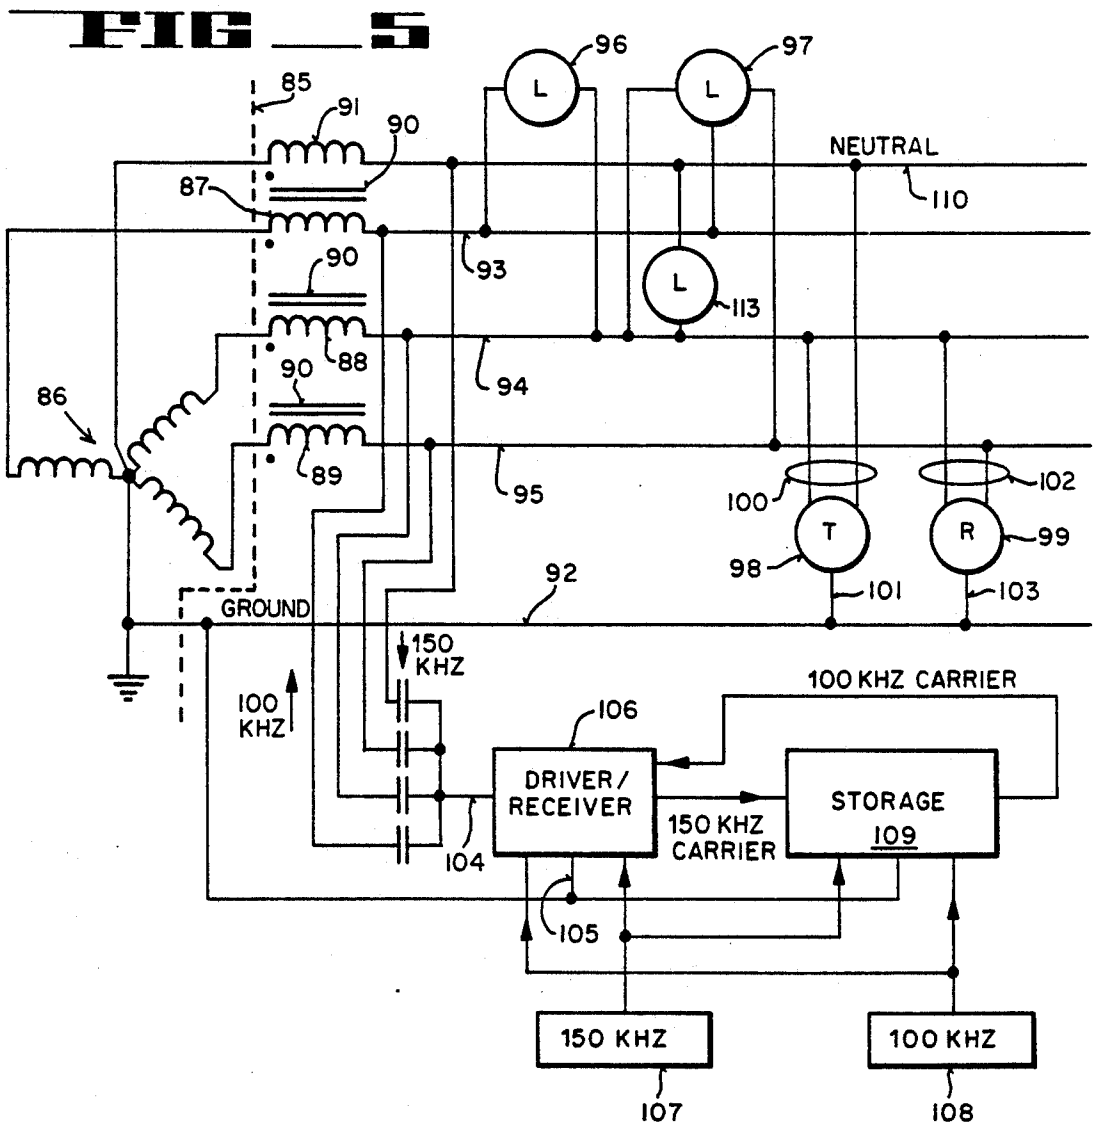 FIG_5
96
97
85
L
L
91
90
NEUTRAL
87
110
93
90
L
113
88
90
94
86
89
95
100
102
T
R
98
99
92
101
103
GROUND
150
KHZ
100 KHZ CARRIER
100
KHZ
106
DRIVER/
RECEIVER
STORAGE
109
150 KHZ
CARRIER
104
105
150 KHZ
100 KHZ
107
108